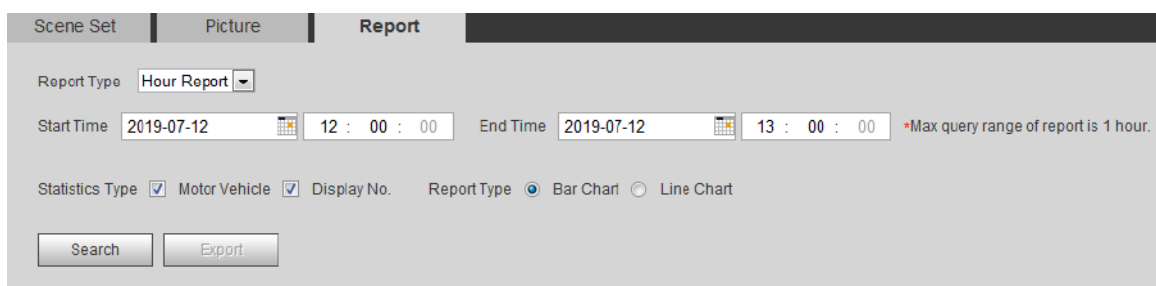 Scene Set Picture Report
Report Type Hour Report
Start Time 2019-07-12 12 : 00 : 00 End Time 2019-07-12 13 : 00 : 00 *Max query range of report is 1 hour.
Statistics Type Motor Vehicle Display No. Report Type Bar Chart Line Chart
Search Export